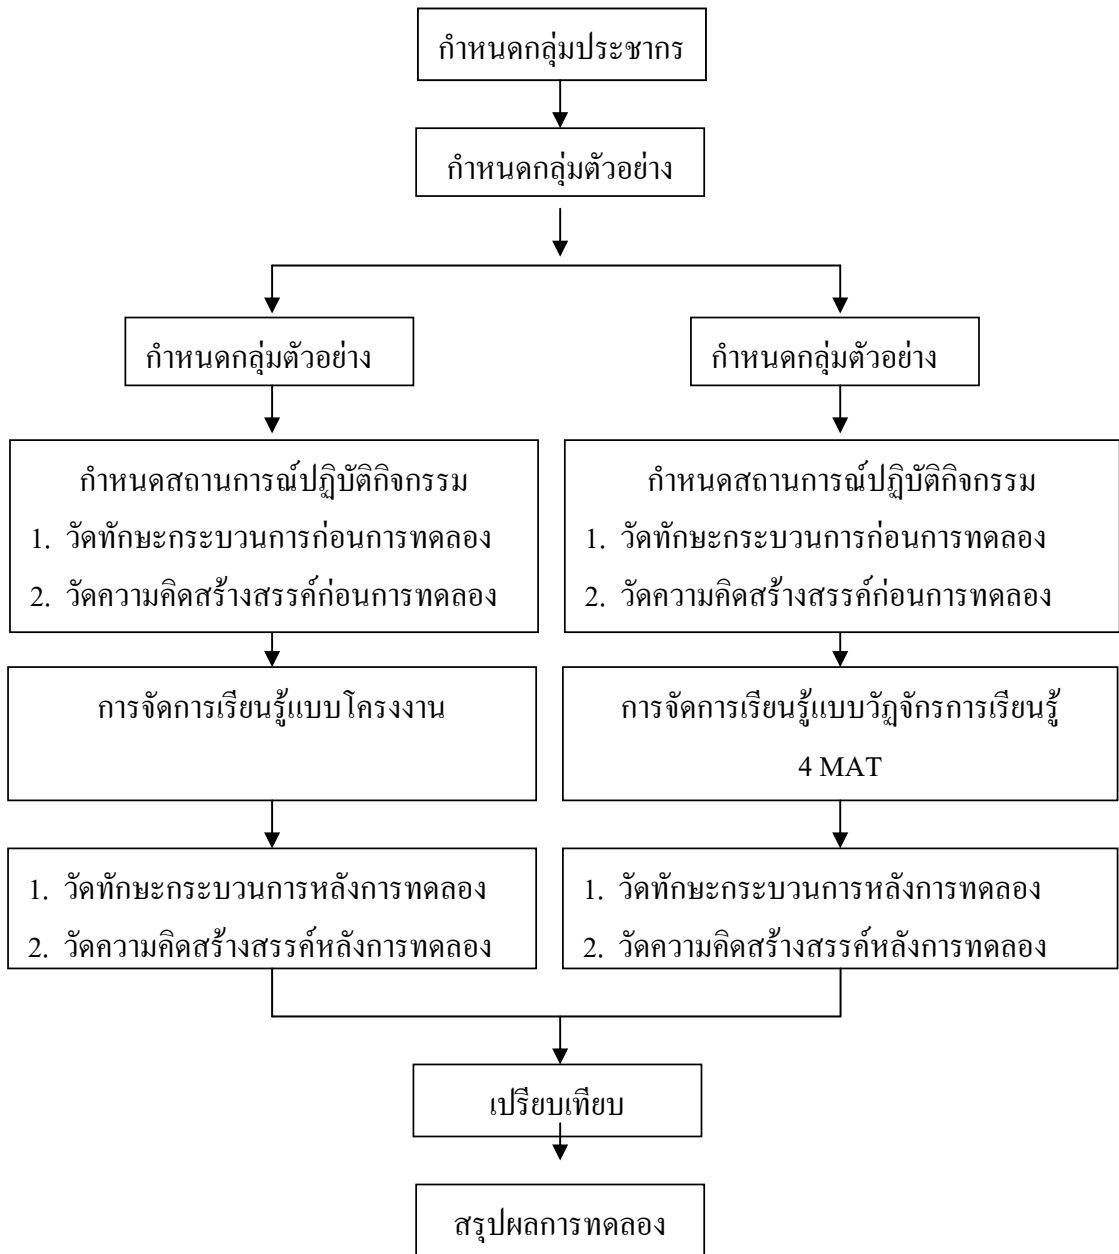 กำหนดกลุ่มประชากร
กำหนดกลุ่มตัวอย่าง
กำหนดกลุ่มตัวอย่าง
กำหนดกลุ่มตัวอย่าง
กำหนดสถานการณ์ปฏิบัติกิจกรรม
1. วัดทักษะกระบวนการก่อนการทดลอง
2. วัดความคิดสร้างสรรค์ก่อนการทดลอง
กำหนดสถานการณ์ปฏิบัติกิจกรรม
1. วัดทักษะกระบวนการก่อนการทดลอง
2. วัดความคิดสร้างสรรค์ก่อนการทดลอง
การจัดการเรียนรู้แบบโครงงาน
การจัดการเรียนรู้แบบวัฏจักรการเรียนรู้
4 MAT
1. วัดทักษะกระบวนการหลังการทดลอง
2. วัดความคิดสร้างสรรค์หลังการทดลอง
1. วัดทักษะกระบวนการหลังการทดลอง
2. วัดความคิดสร้างสรรค์หลังการทดลอง
เปรียบเทียบ
สรุปผลการทดลอง